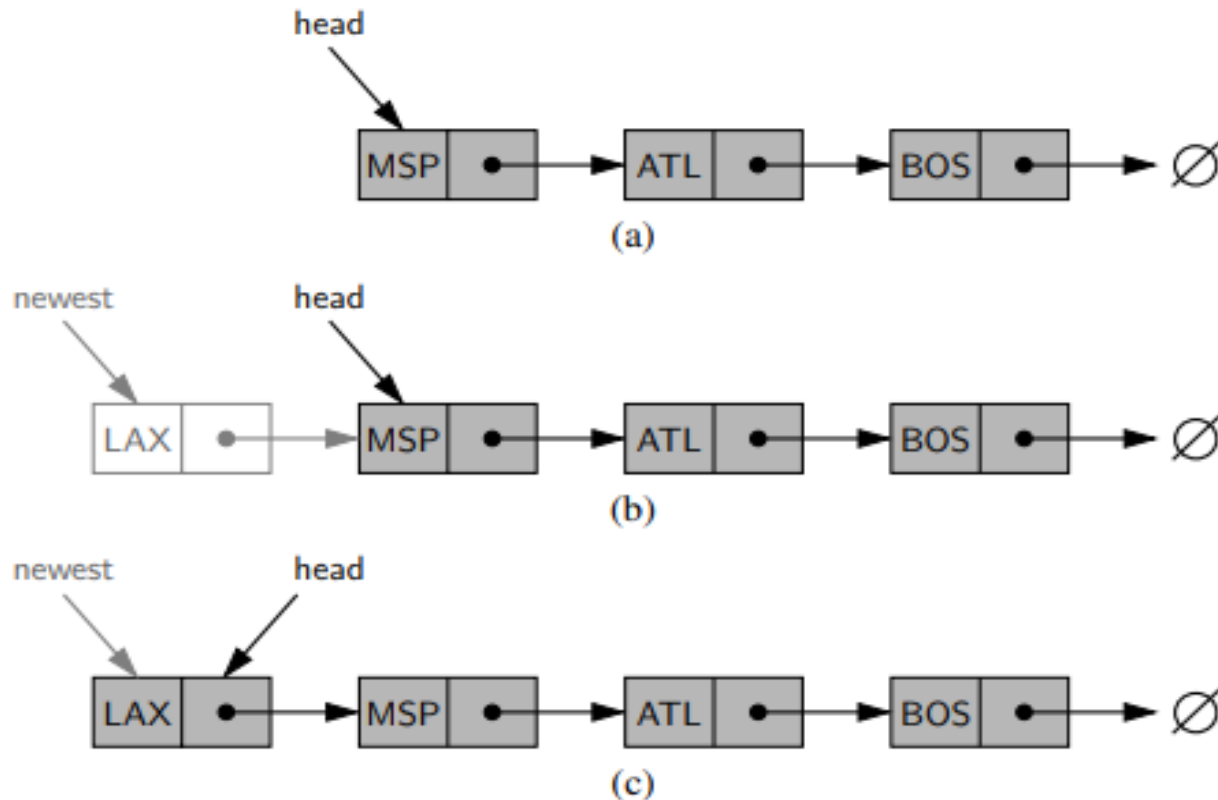 head
MSP ATL BOS ∅
(a)
newest head
LAX MSP ATL BOS ∅
(b)
newest head
LAX MSP ATL BOS ∅
(c)